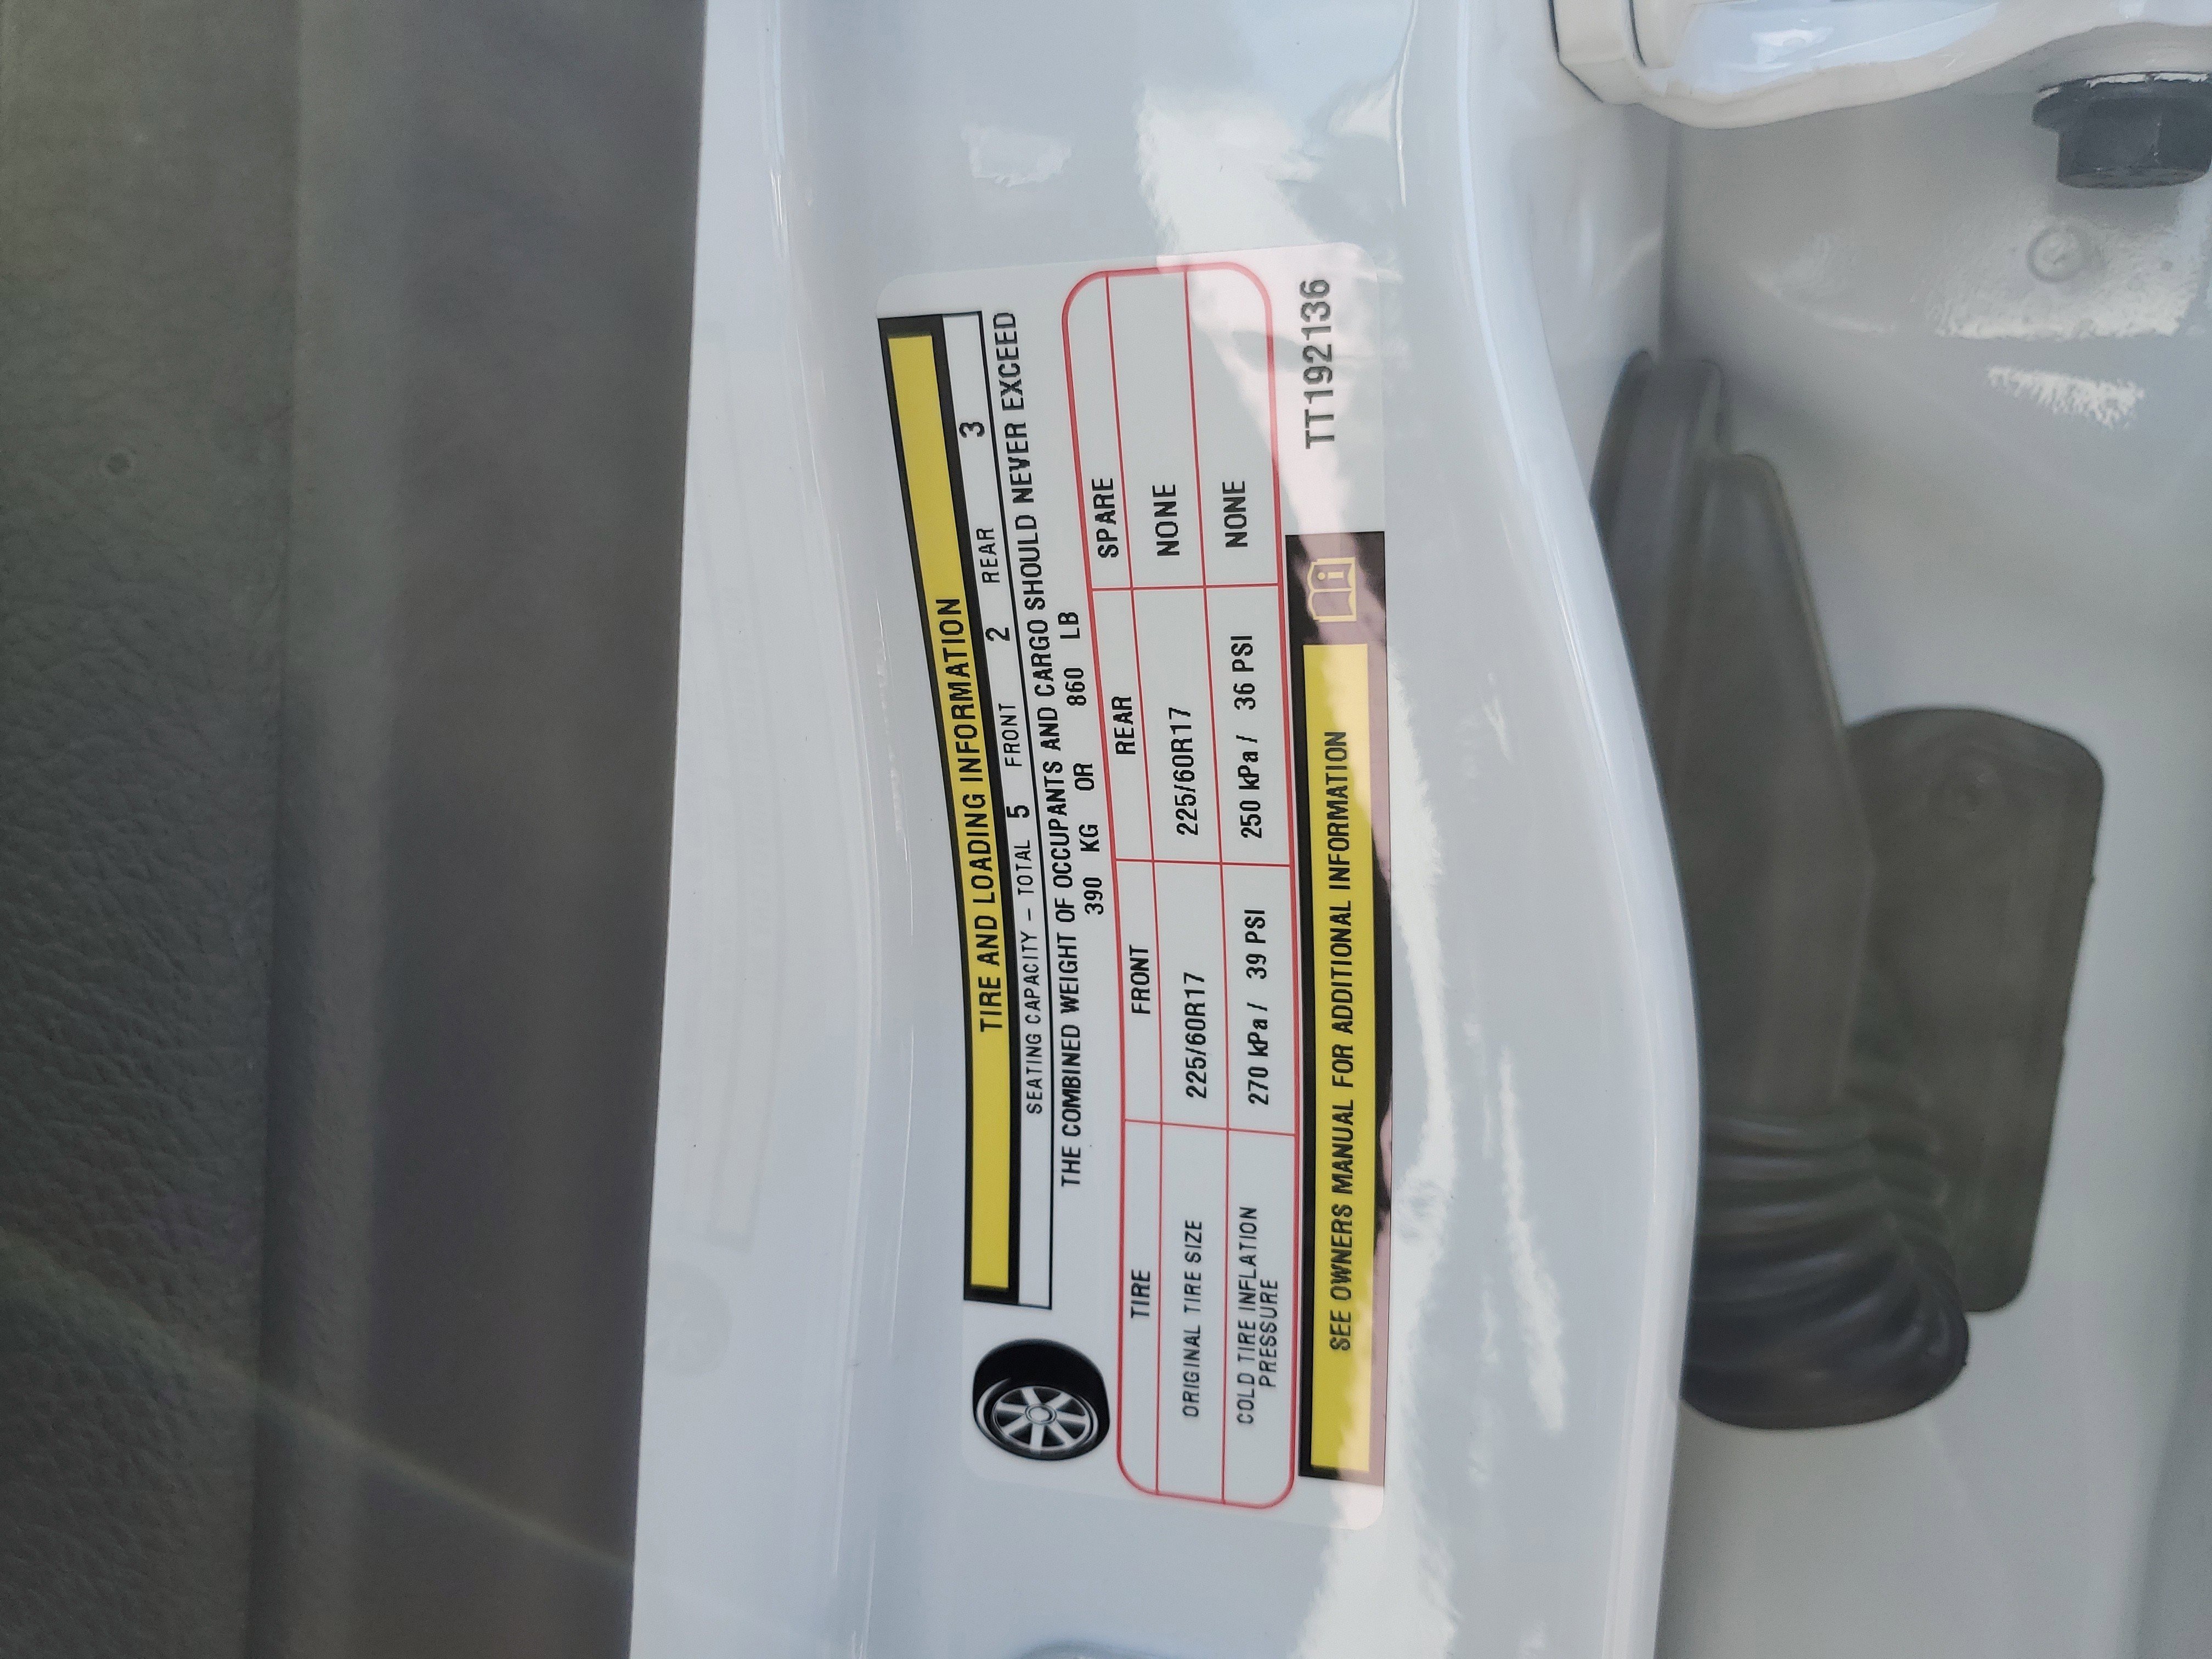 TIRE AND LOADING INFORMATION
SEATING CAPACITY – TOTAL 5 FRONT 2 REAR 3
THE COMBINED WEIGHT OF OCCUPANTS AND CARGO SHOULD NEVER EXCEED
390 KG OR 860 LB
TIRE FRONT REAR SPARE
ORIGINAL TIRE SIZE 225/60R17 225/60R17 NONE
COLD TIRE INFLATION PRESSURE 270 kPa / 39 PSI 250 kPa / 36 PSI NONE
SEE OWNERS MANUAL FOR ADDITIONAL INFORMATION
TT192136